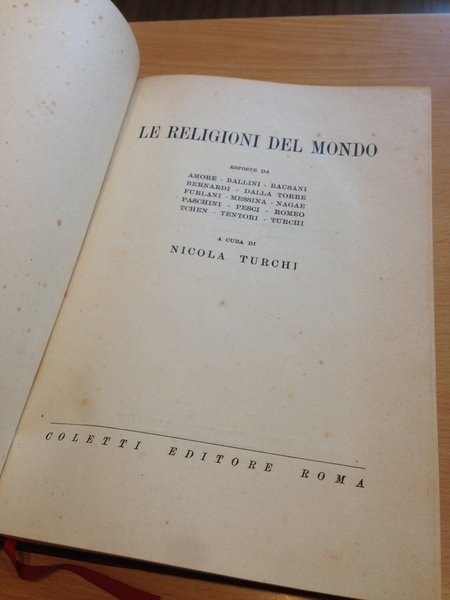 LE RELIGIONI DEL MONDO
ESPOSTE DA
AMORE - BALLINI - BAUSANI
BERNARDI - DALLA TORRE
FURLANI - MESSINA - NAGAE
PASCHINI - PESCI - ROMEO
TCHEN - TENTORI - TURCHI
A CURA DI
NICOLA TURCHI
COLETTI EDITORE ROMA